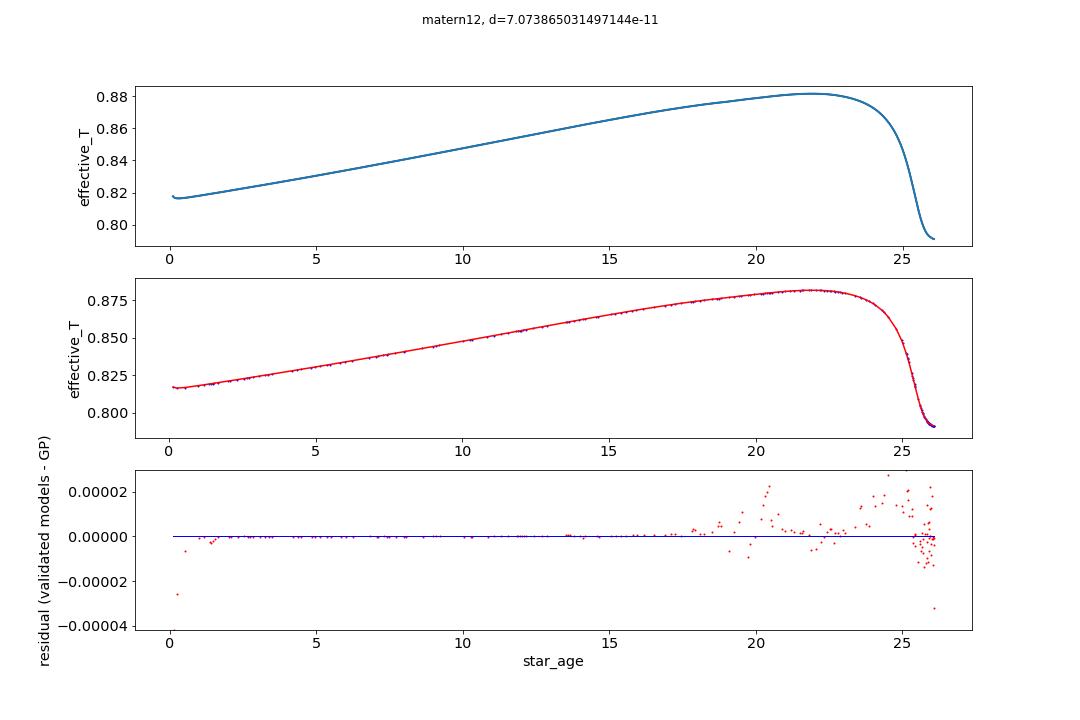 matern12, d=7.073865031497144e-11
0.88
0.86
0.84
0.82
0.80
effective_T
0 5 10 15 20 25
0.875
0.850
0.825
0.800
effective_T
0 5 10 15 20 25
0.00002
0.00000
−0.00002
−0.00004
residual (validated models - GP)
0 5 10 15 20 25
star_age